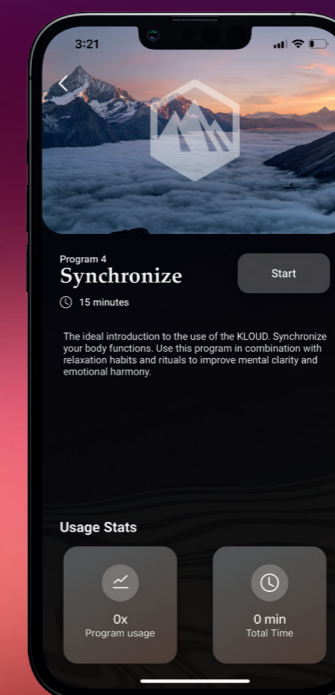 3:21
Program 4
Synchronize
Start
15 minutes
The ideal introduction to the use of the KLOUD. Synchronize
your body functions. Use this program in combination with
relaxation habits and rituals to improve mental clarity and
emotional harmony.
Usage Stats
0x
Program usage
0 min
Total Time